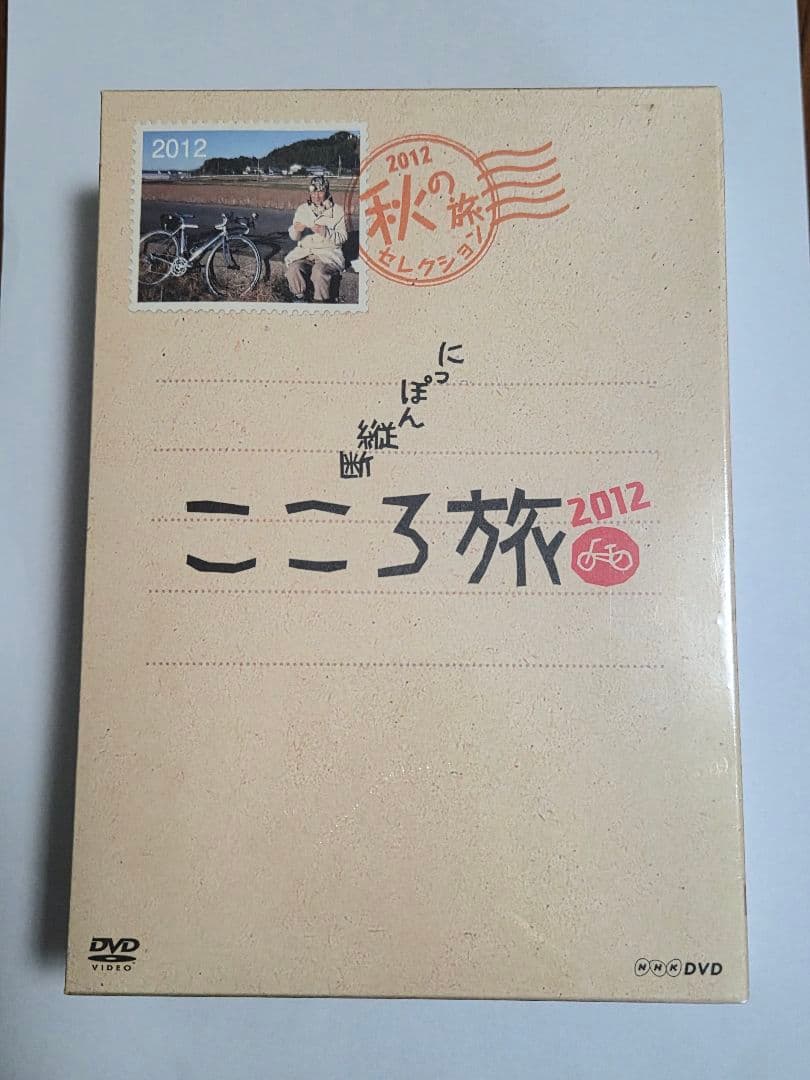 2012
2012
秋の旅
セレクション
にっぽん
縦断
こころ旅
2012
DVD
VIDEO
NHK DVD